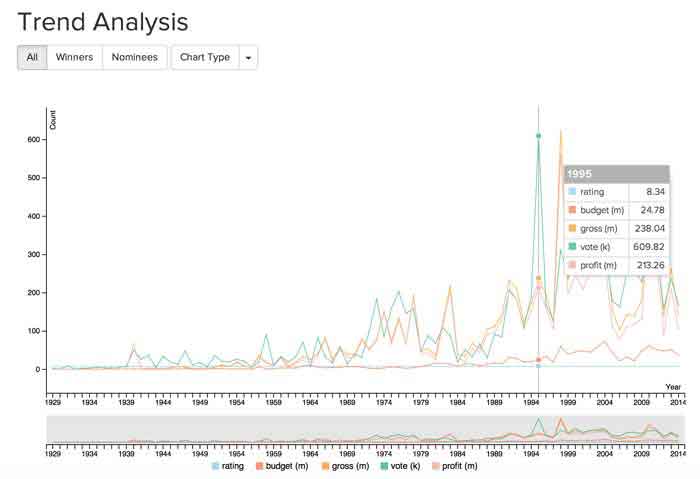 Trend Analysis
All Winners Nominees Chart Type
Count
600
500
400
300
200
100
0
1995
rating 8.34
budget (m) 24.78
gross (m) 238.04
vote (k) 609.82
profit (m) 213.26
Year
1929 1934 1939 1944 1949 1954 1959 1964 1969 1974 1979 1984 1989 1994 1999 2004 2009 2014
1929 1934 1939 1944 1949 1954 1959 1964 1969 1974 1979 1984 1989 1994 1999 2004 2009 2014
rating budget (m) gross (m) vote (k) profit (m)